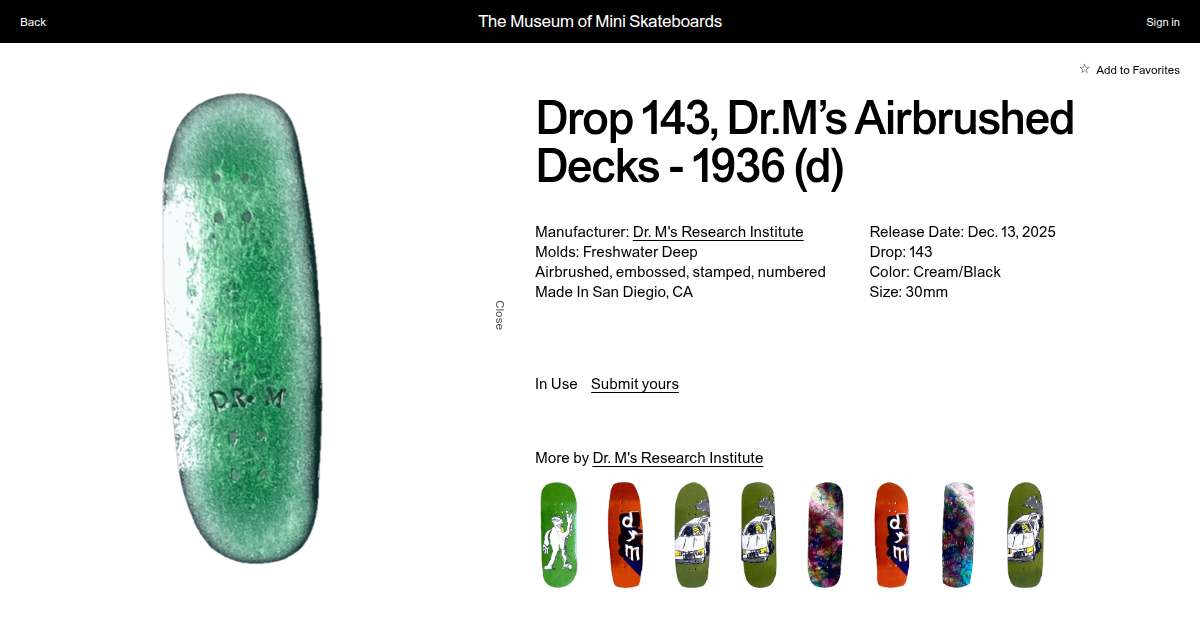 Back
The Museum of Mini Skateboards
Sign in
☆ Add to Favorites
Drop 143, Dr.M’s Airbrushed
Decks - 1936 (d)
Manufacturer: Dr. M's Research Institute
Molds: Freshwater Deep
Airbrushed, embossed, stamped, numbered
Made In San Diegio, CA
Release Date: Dec. 13, 2025
Drop: 143
Color: Cream/Black
Size: 30mm
DR. M
Close
In Use Submit yours
More by Dr. M's Research Institute